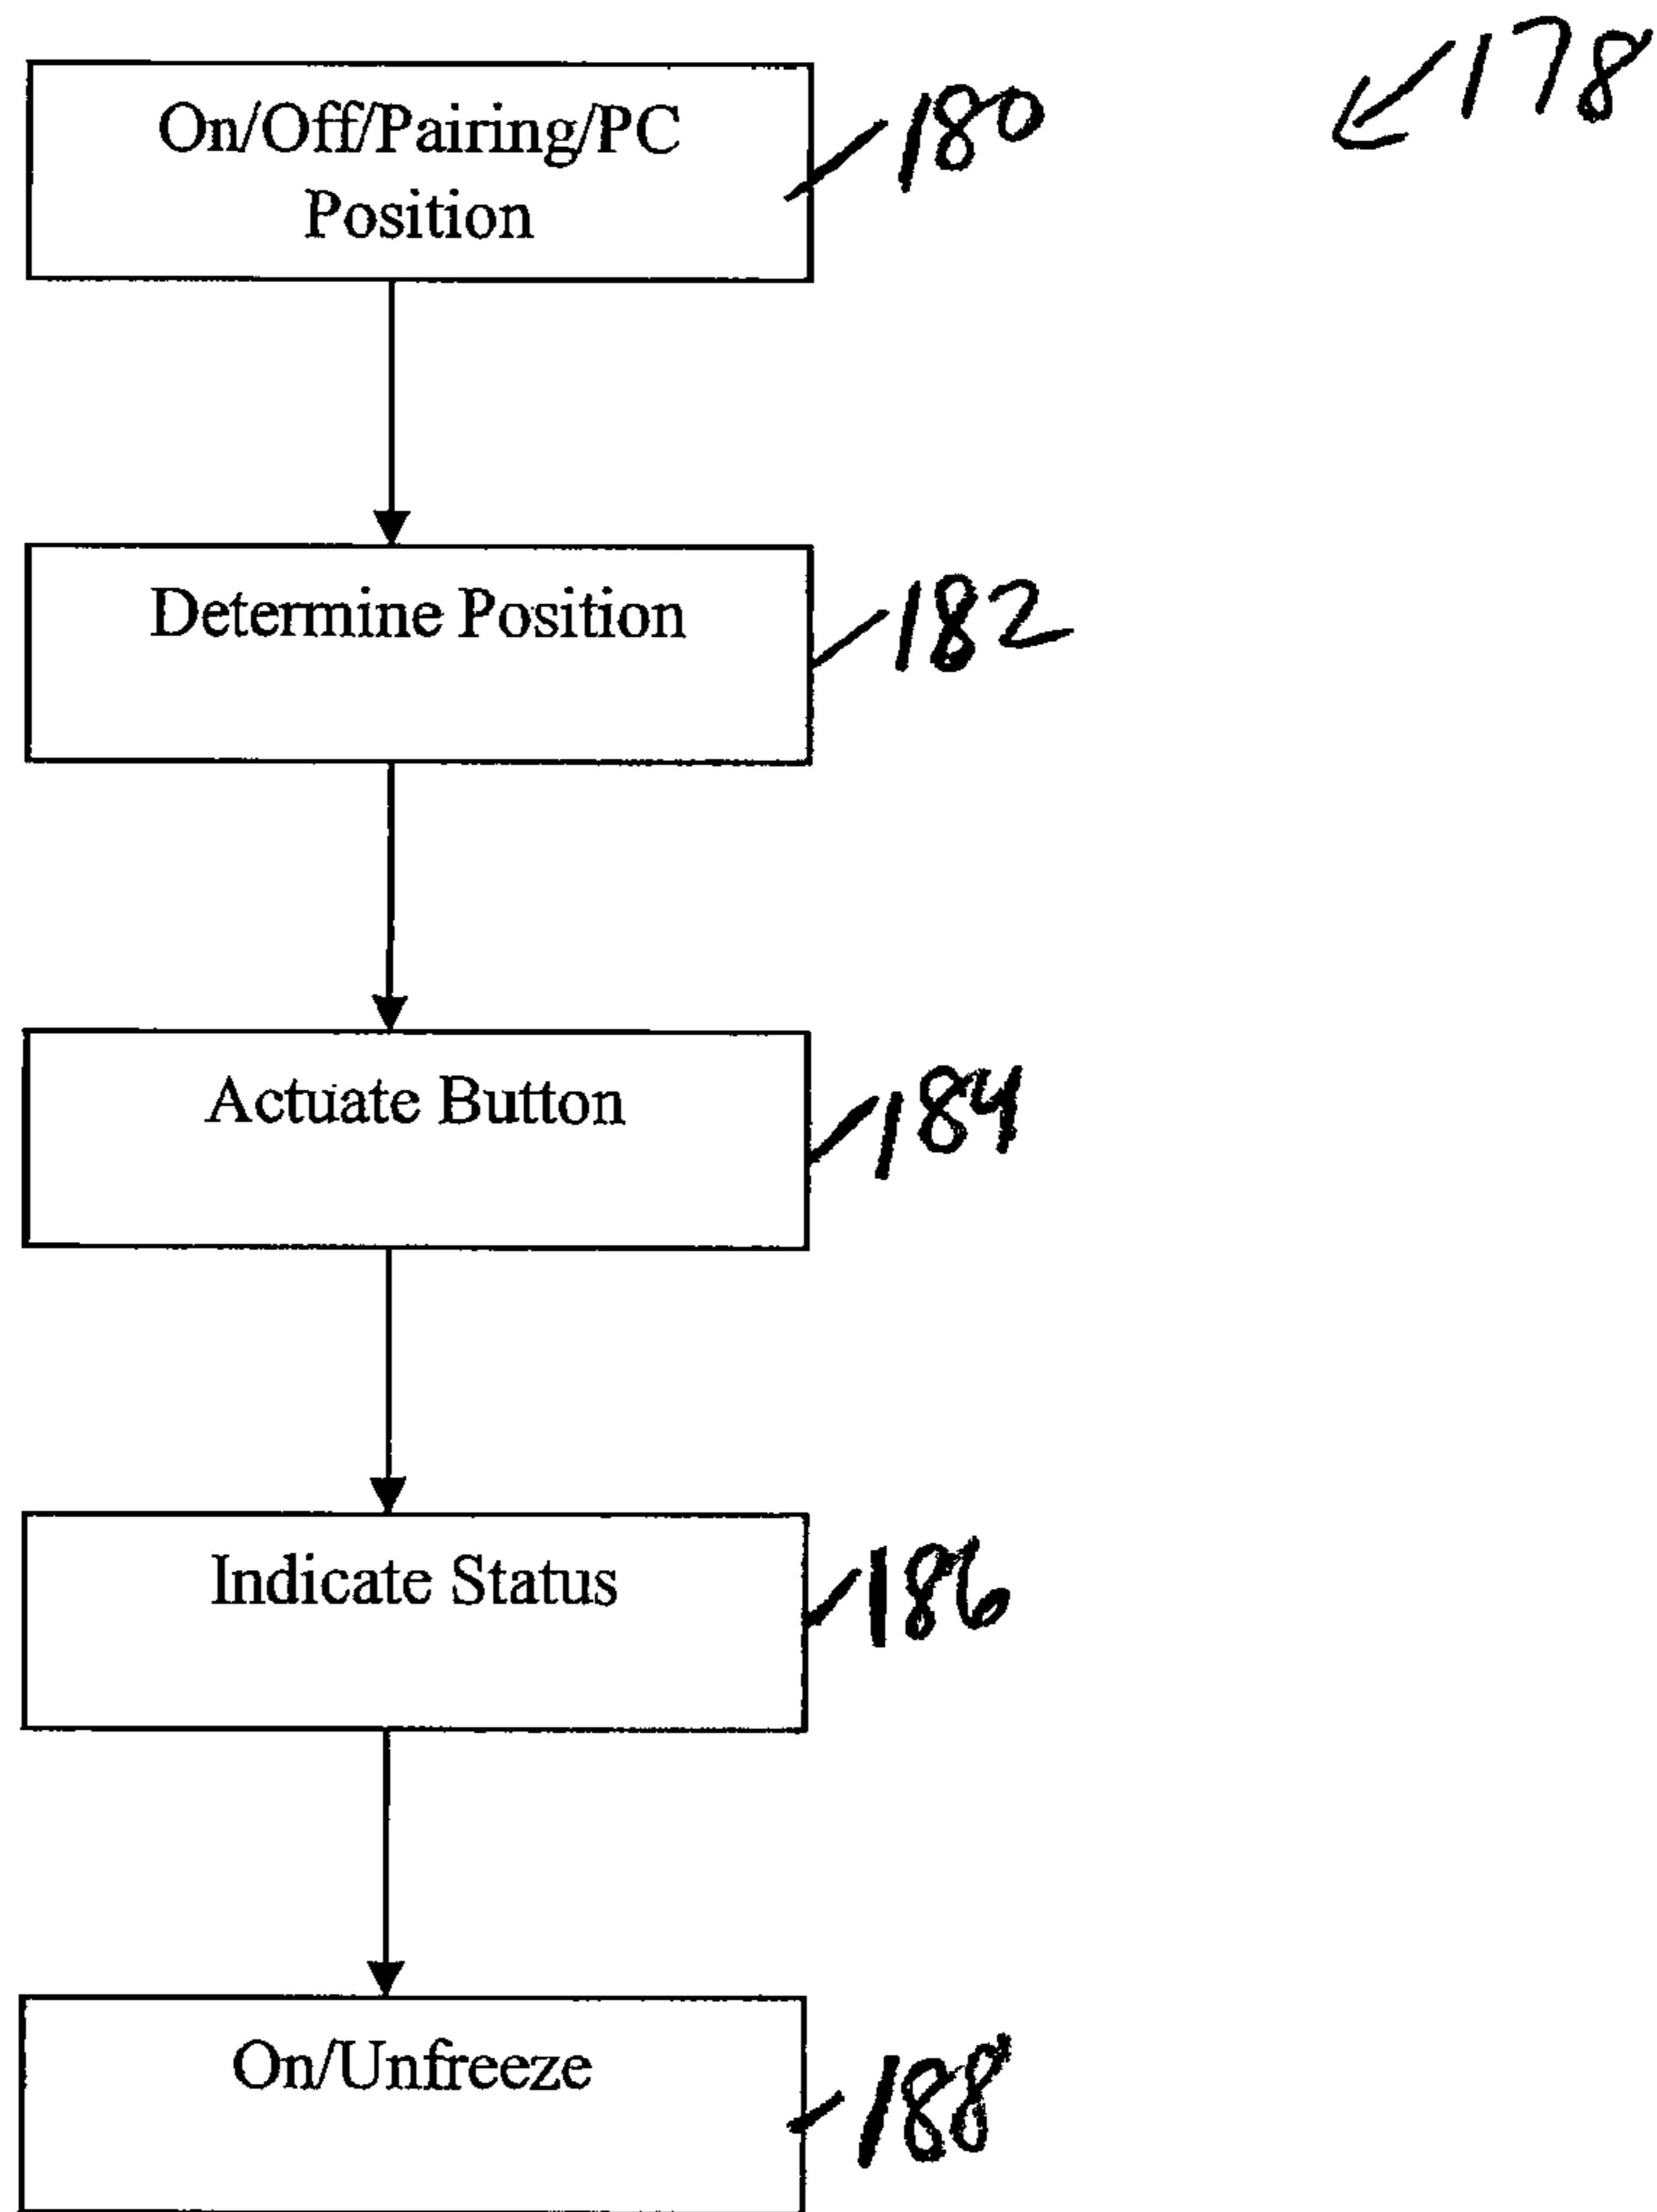 178
On/Off/Pairing/PC
Position
180
Determine Position
182
Actuate Button
184
Indicate Status
186
On/Unfreeze
188